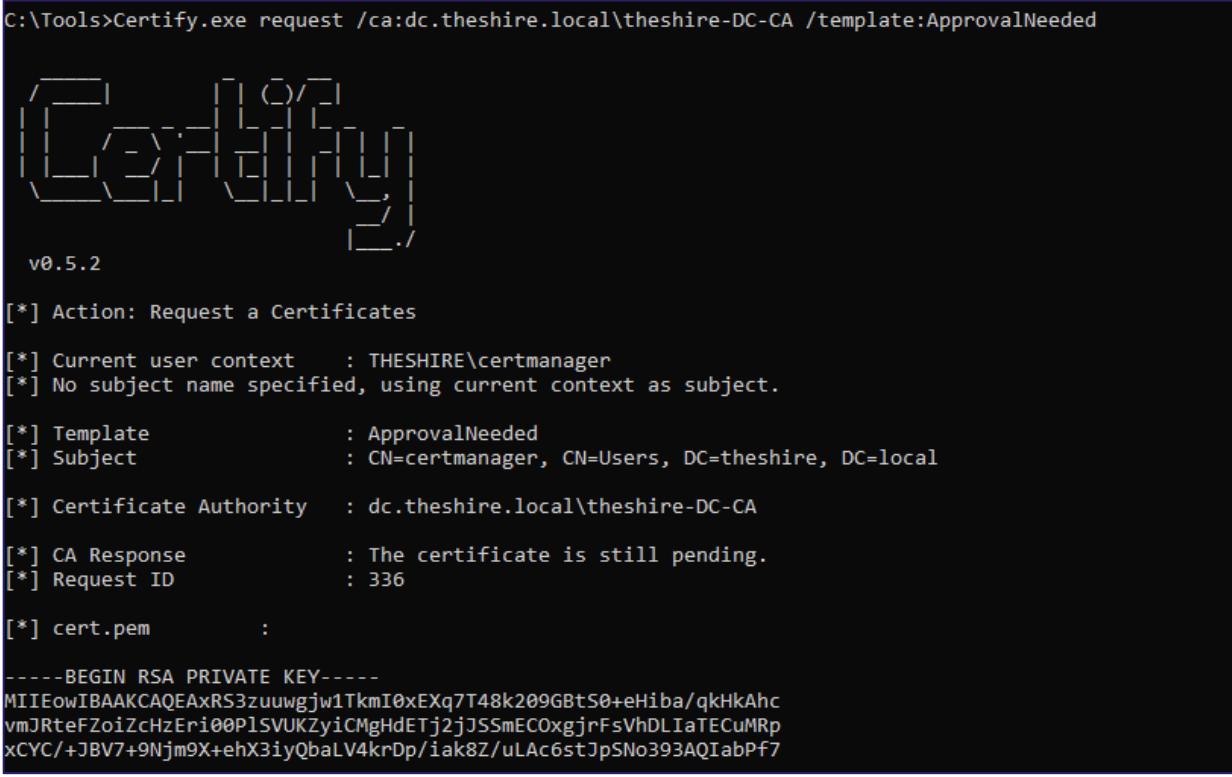 C:\Tools>Certify.exe request /ca:dc.theshire.local\theshire-DC-CA /template:ApprovalNeeded
Certify
v0.5.2
[*] Action: Request a Certificates
[*] Current user context    : THESHIRE\certmanager
[*] No subject name specified, using current context as subject.
[*] Template                : ApprovalNeeded
[*] Subject                 : CN=certmanager, CN=Users, DC=theshire, DC=local
[*] Certificate Authority   : dc.theshire.local\theshire-DC-CA
[*] CA Response             : The certificate is still pending.
[*] Request ID              : 336
[*] cert.pem         :
-----BEGIN RSA PRIVATE KEY-----
MIIEowIBAAKCAQEAxRS3zuuwgjw1TkmI0xEXq7T48k209GBtS0+eHiba/qkHkAhc
vmJRteFZoiZcHzEri00PlSVUKZyiCMgHdETj2jJSSmECOxgjrFsVhDLIaTECuMRp
xCYC/+JBV7+9Njm9X+ehX3iyQbaLV4krDp/iak8Z/uLAc6stJpSNo393AQIabPf7